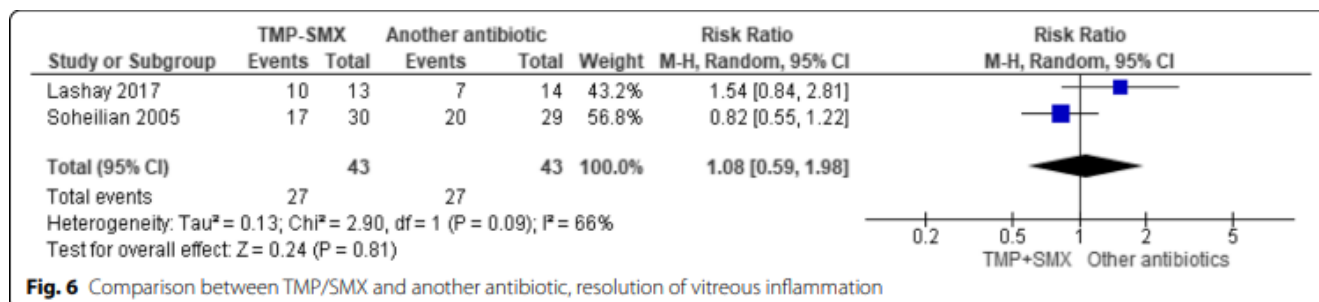 TMP-SMX Another antibiotic Risk Ratio Risk Ratio
Study or Subgroup Events Total Events Total Weight M-H, Random, 95% CI M-H, Random, 95% CI
Lashay 2017 10 13 7 14 43.2% 1.54 [0.84, 2.81]
Soheilian 2005 17 30 20 29 56.8% 0.82 [0.55, 1.22]
Total (95% CI) 43 43 100.0% 1.08 [0.59, 1.98]
Total events 27 27
Heterogeneity: Tau² = 0.13; Chi² = 2.90, df = 1 (P = 0.09); I² = 66%
Test for overall effect: Z = 0.24 (P = 0.81)
0.2 0.5 1 2 5
TMP+SMX Other antibiotics
Fig. 6 Comparison between TMP/SMX and another antibiotic, resolution of vitreous inflammation